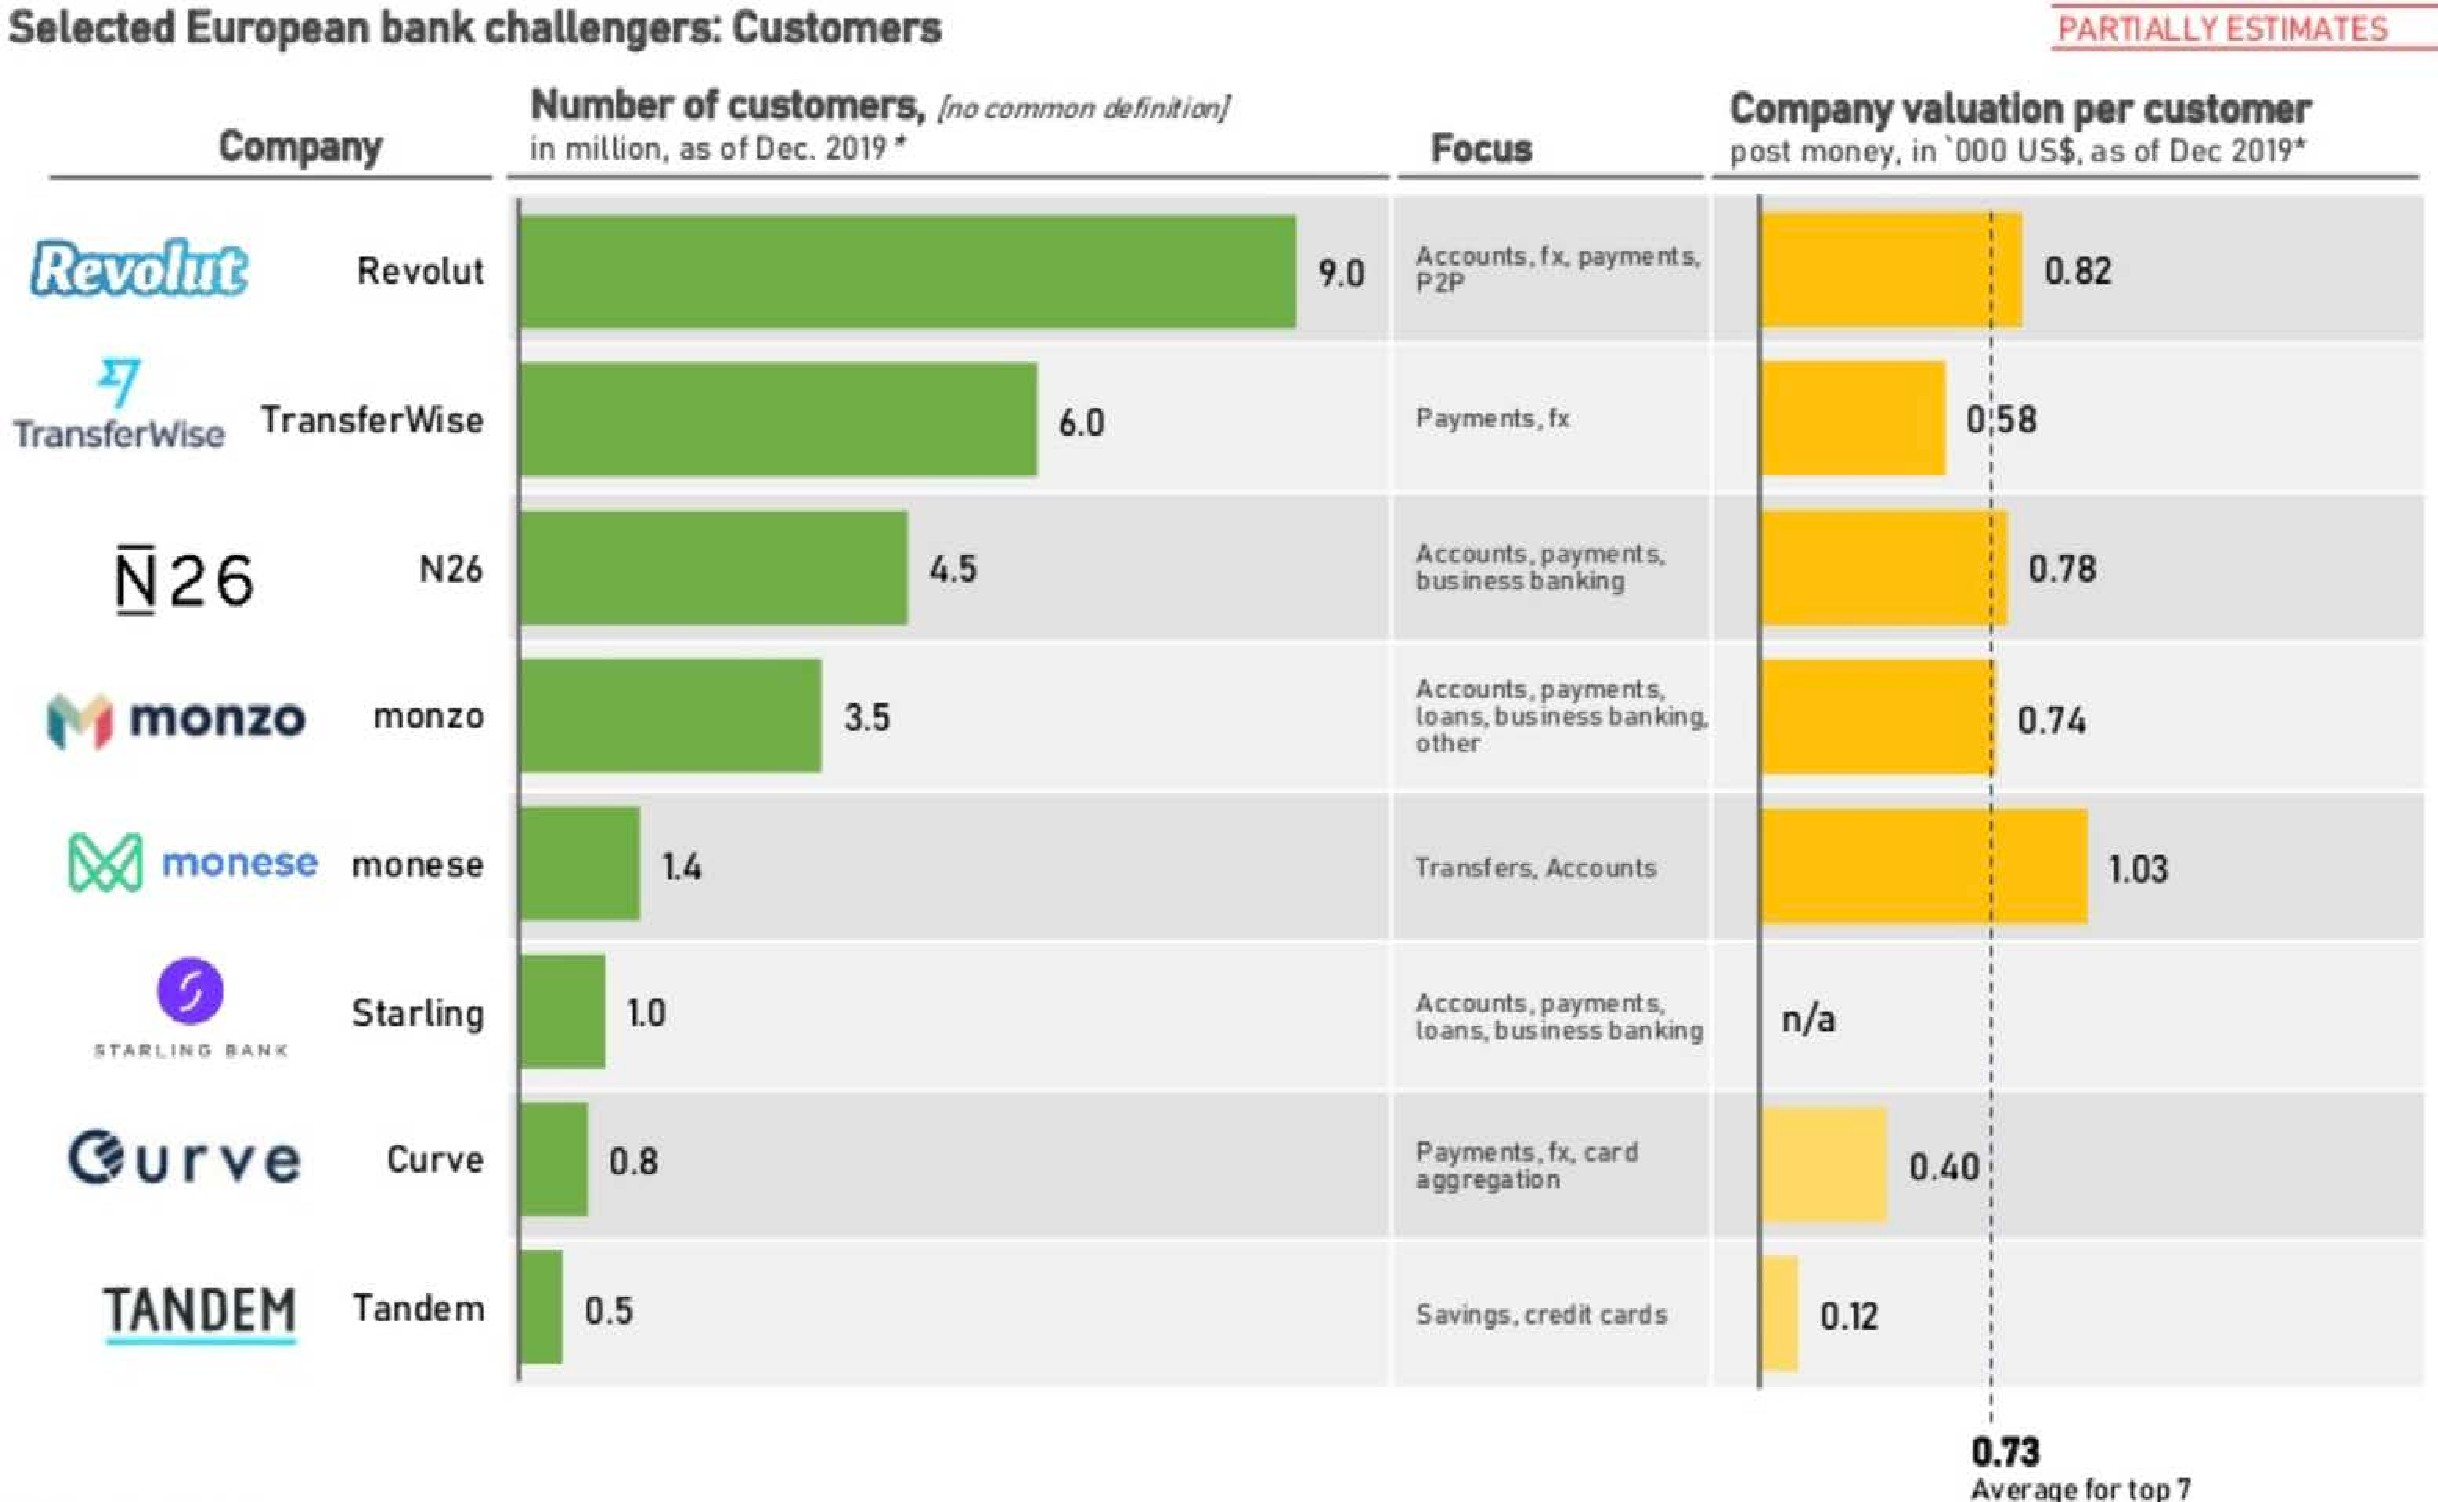 Selected European bank challengers: Customers
PARTIALLY ESTIMATES
Company
Number of customers, [no common definition]
in million, as of Dec. 2019 *
Focus
Company valuation per customer
post money, in `000 US$, as of Dec 2019*
Revolut
Revolut
9.0
Accounts, fx, payments,
P2P
0.82
TransferWise
TransferWise
6.0
Payments, fx
0.58
N26
N26
4.5
Accounts, payments,
business banking
0.78
monzo
monzo
3.5
Accounts, payments,
loans, business banking,
other
0.74
monese
monese
1.4
Transfers, Accounts
1.03
STARLING BANK
Starling
1.0
Accounts, payments,
loans, business banking
n/a
Curve
Curve
0.8
Payments, fx, card
aggregation
0.40
TANDEM
Tandem
0.5
Savings, credit cards
0.12
0.73
Average for top 7